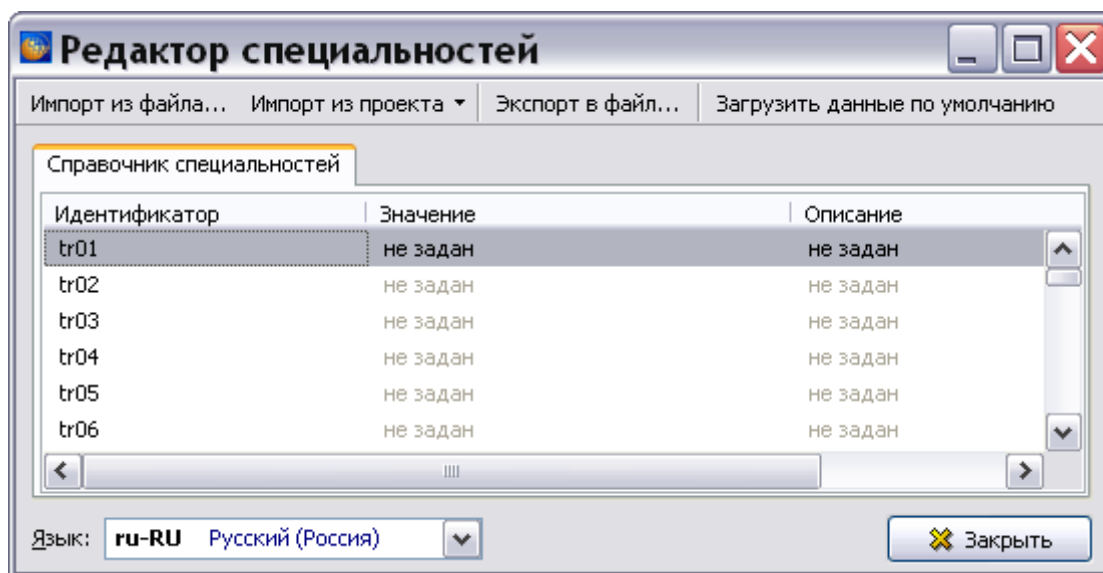 Редактор специальностей
Импорт из файла... Импорт из проекта Экспорт в файл... Загрузить данные по умолчанию
Справочник специальностей
Идентификатор Значение Описание
tr01 не задан не задан
tr02 не задан не задан
tr03 не задан не задан
tr04 не задан не задан
tr05 не задан не задан
tr06 не задан не задан
Язык: ru-RU Русский (Россия) Закрыть